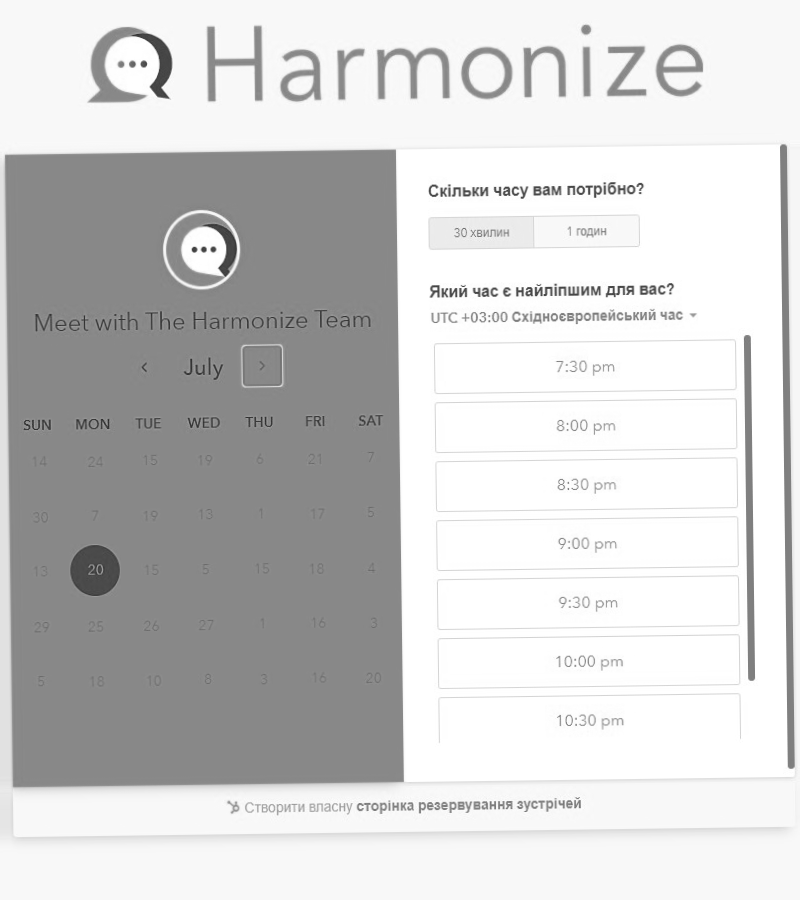 Harmonize
Meet with The Harmonize Team
July
SUN MON TUE WED THU FRI SAT
14 24 15 19 6 21 7
30 7 19 13 1 17 5
13 20 15 5 15 18 4
29 25 26 27 1 16 3
5 18 10 8 3 16 20
Скільки часу вам потрібно?
30 хвилин 1 годин
Який час є найліпшим для вас?
UTC +03:00 Східноєвропейський час
7:30 pm
8:00 pm
8:30 pm
9:00 pm
9:30 pm
10:00 pm
10:30 pm
Створити власну сторінка резервування зустрічей